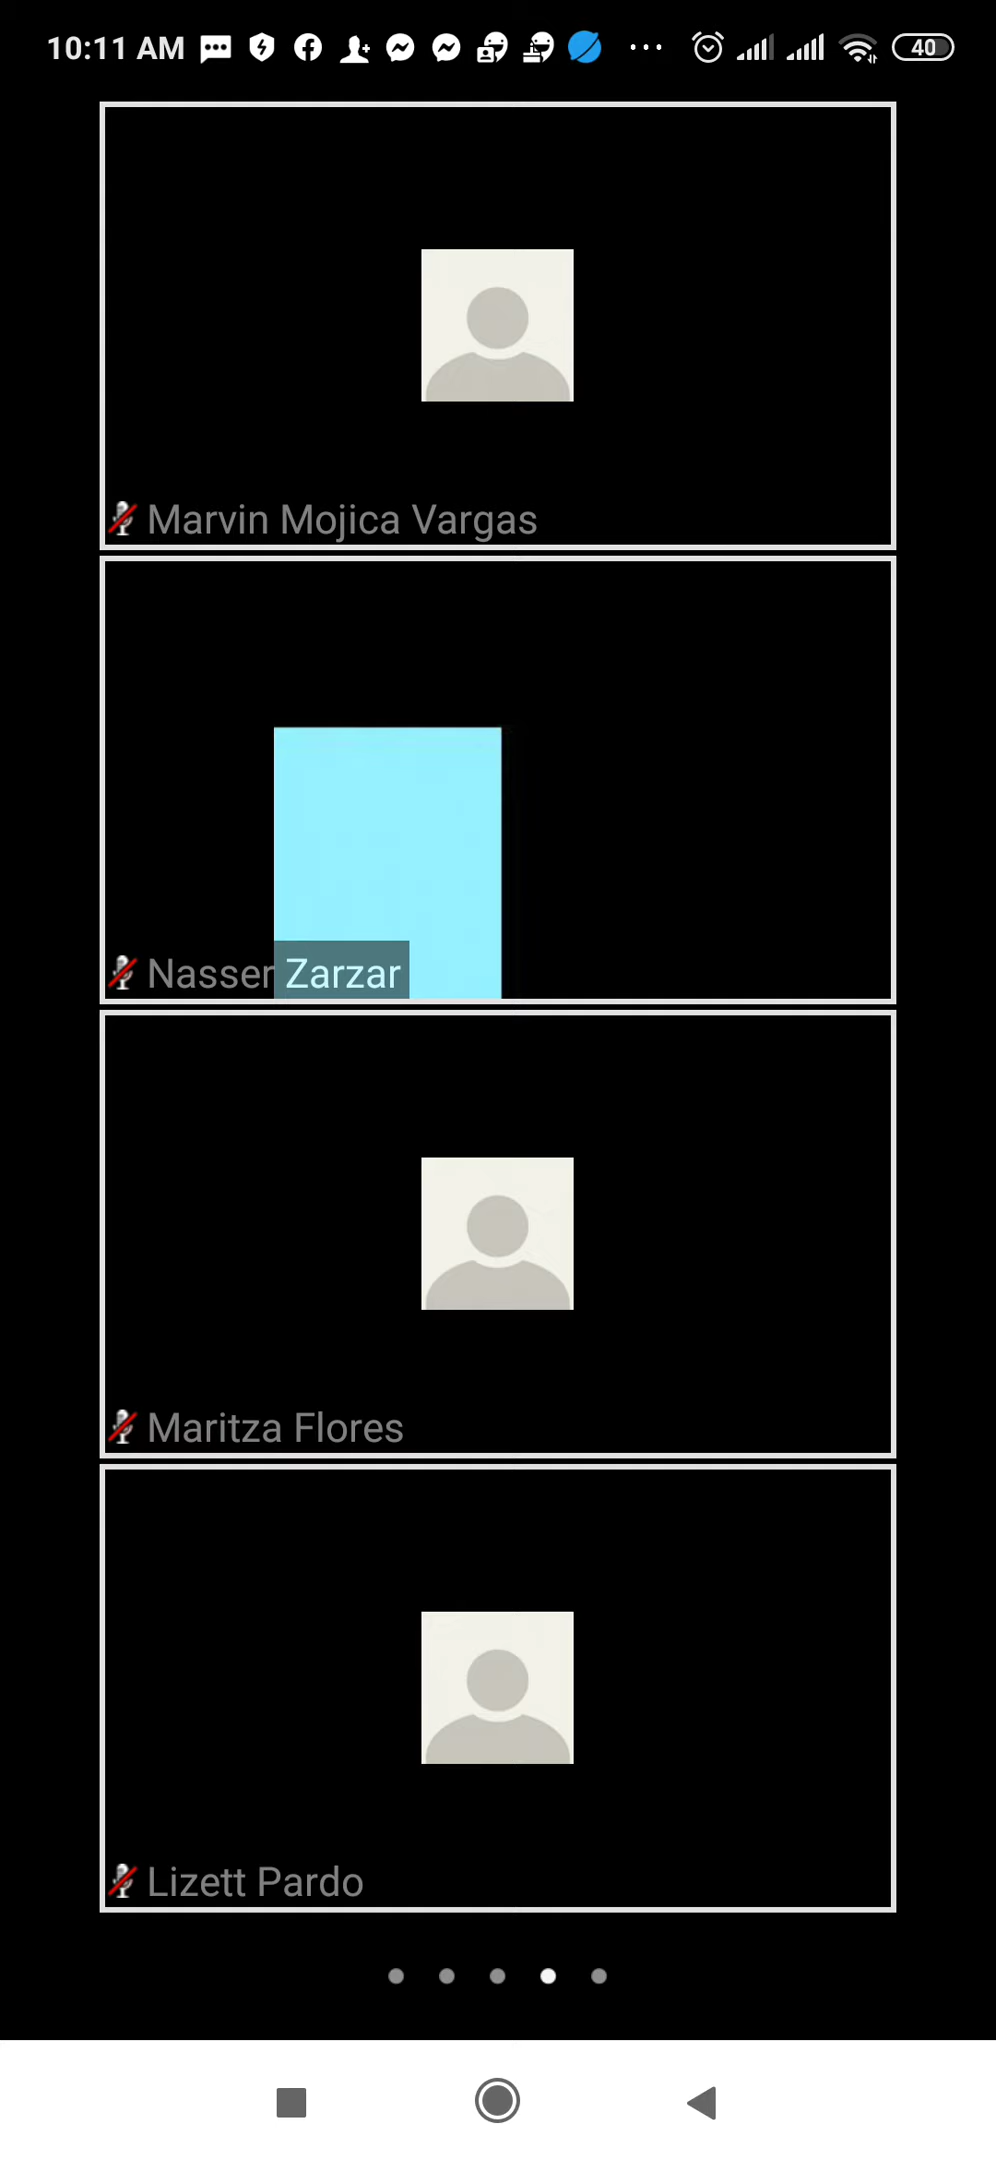 10:11 AM 40
Marvin Mojica Vargas
Nasser Zarzar
Maritza Flores
Lizett Pardo